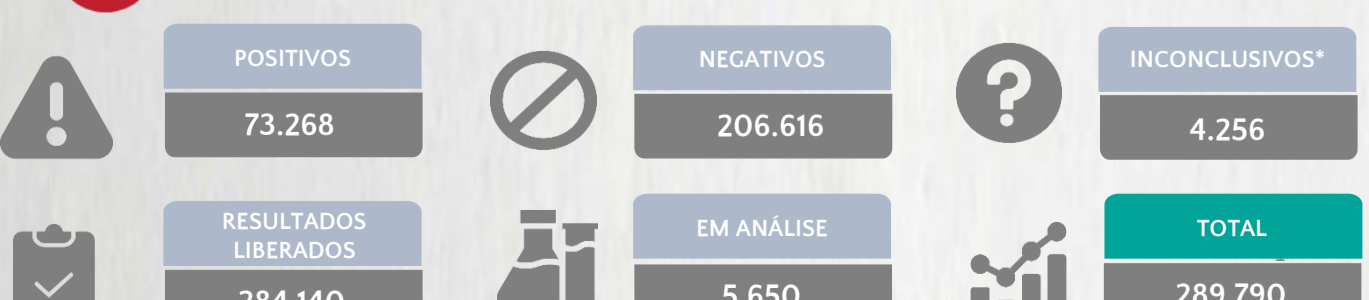 POSITIVOS
73.268
NEGATIVOS
206.616
INCONCLUSIVOS*
4.256
RESULTADOS
LIBERADOS
284.140
EM ANÁLISE
5.650
TOTAL
289.790